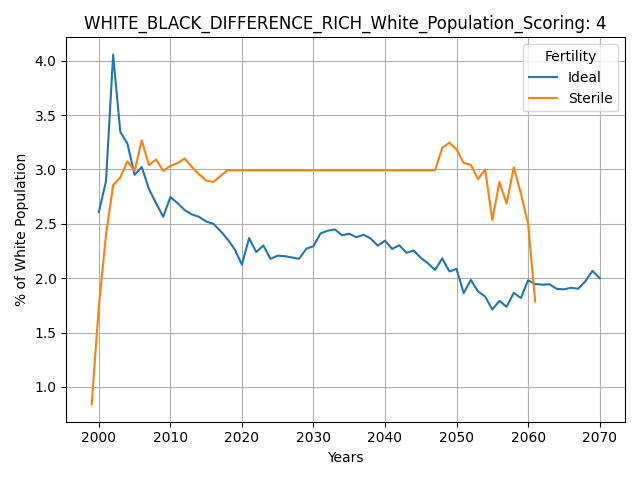 WHITE_BLACK_DIFFERENCE_RICH_White_Population_Scoring: 4
Fertility
Ideal
Sterile
% of White Population
4.0
3.5
3.0
2.5
2.0
1.5
1.0
2000 2010 2020 2030 2040 2050 2060 2070
Years